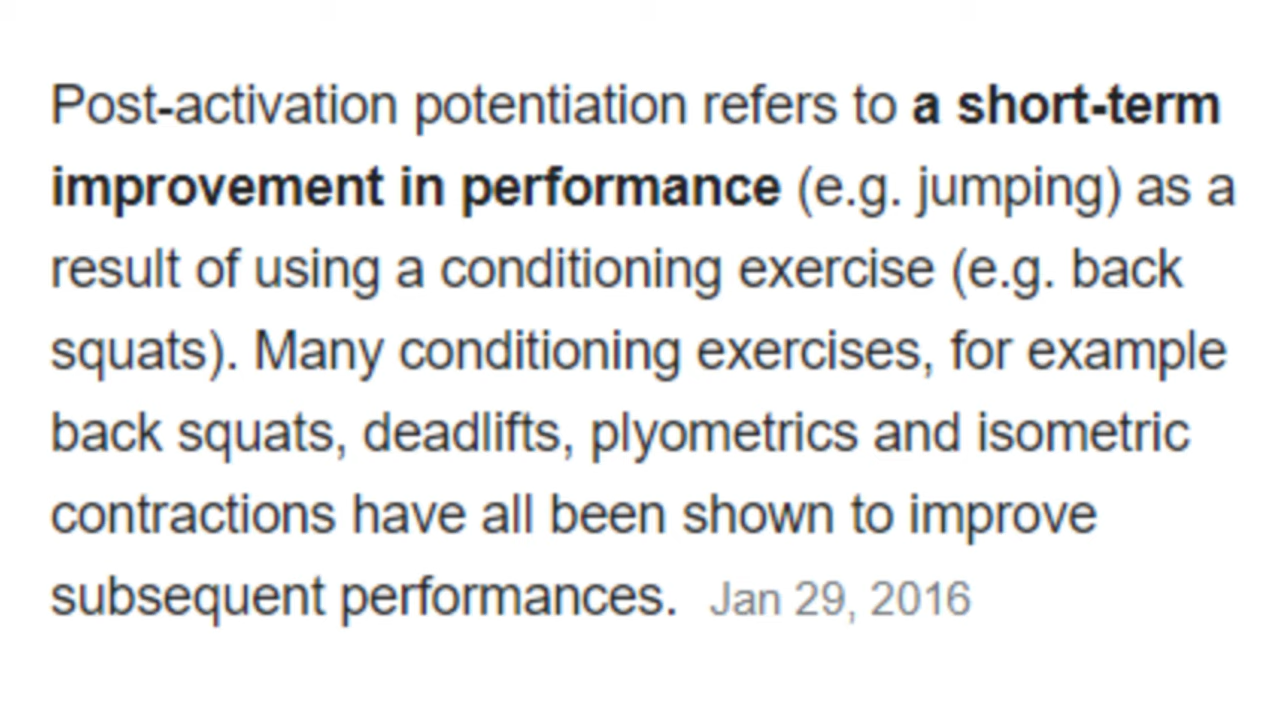 Post-activation potentiation refers to a short-term
improvement in performance (e.g. jumping) as a
result of using a conditioning exercise (e.g. back
squats). Many conditioning exercises, for example
back squats, deadlifts, plyometrics and isometric
contractions have all been shown to improve
subsequent performances. Jan 29, 2016